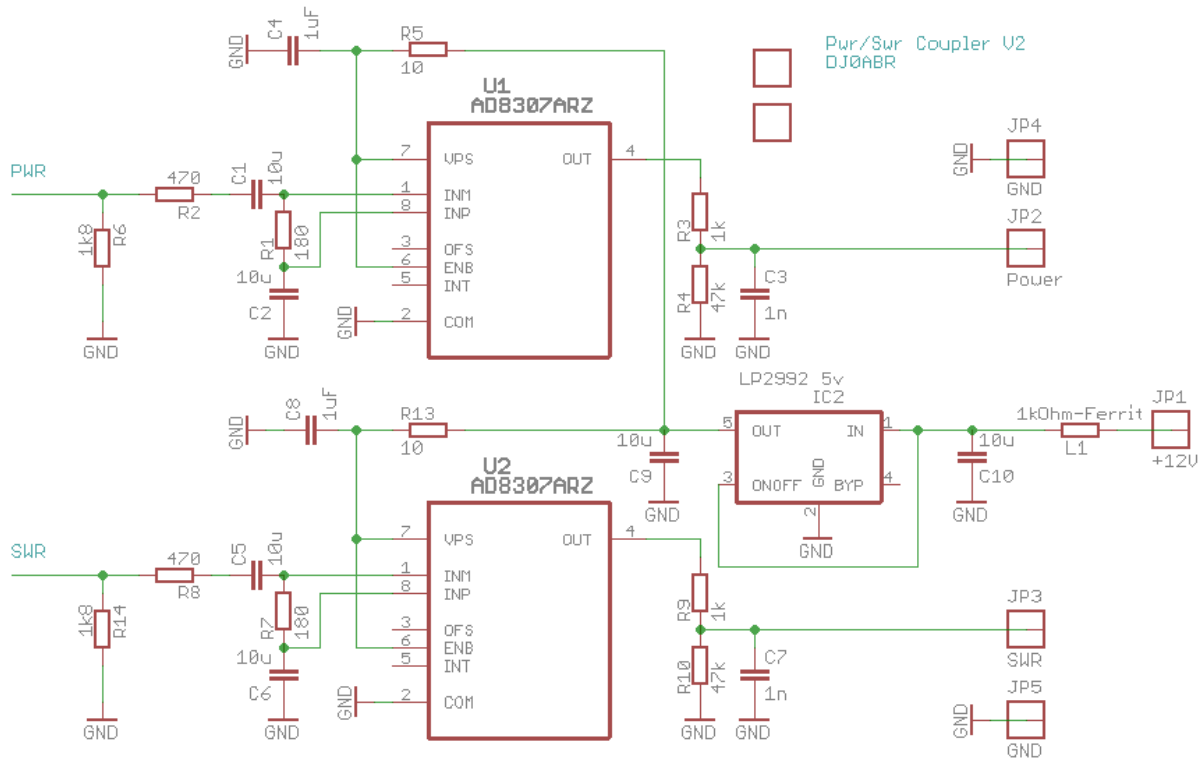 Pwr/Swr Coupler V2
DJ0ABR
C4
1uF
GND
R5
10
U1
AD8307ARZ
7
VPS
1
INM
8
INP
3
OFS
6
ENB
5
INT
2
COM
OUT
4
GND
PWR
470
R2
C1
10u
1k8
R6
GND
R1
180
10u
C2
GND
R3
1k
R4
47k
GND
C3
1n
GND
JP4
GND
GND
JP2
Power
C8
1uF
GND
R13
10
10u
C9
GND
LP2992 5v
IC2
5
OUT
IN
1
3
ONOFF
GND
BYP
4
2
GND
10u
C10
GND
1kOhm-Ferrit
L1
JP1
+12V
U2
AD8307ARZ
7
VPS
1
INM
8
INP
3
OFS
6
ENB
5
INT
2
COM
OUT
4
GND
SWR
470
R8
C5
10u
1k8
R14
GND
R7
180
10u
C6
GND
R9
1k
R10
47k
GND
C7
1n
GND
JP3
SWR
JP5
GND
GND